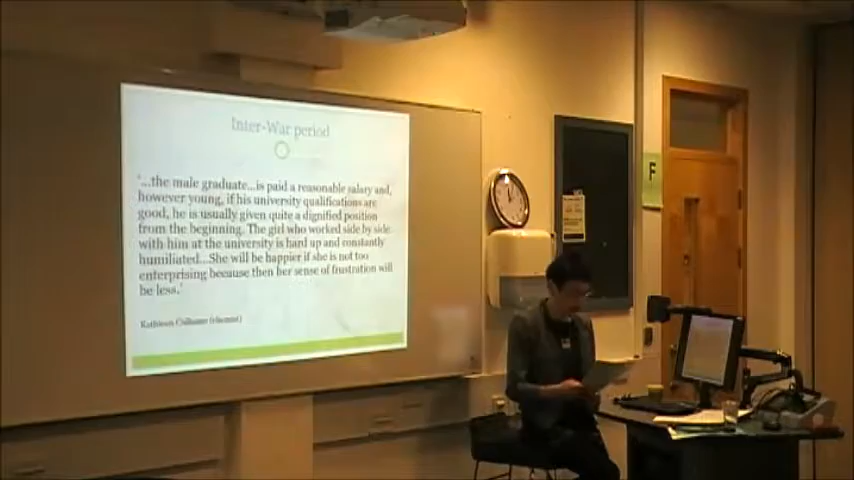 Inter-War period
'...the male graduate...is paid a reasonable salary and,
however young, if his university qualifications are
good, he is usually given quite a dignified position
from the beginning. The girl who worked side by side
with him at the university is hard up and constantly
humiliated...She will be happier if she is not too
enterprising because then her sense of frustration will
be less.'
Kathleen Culhane (chemist)
F